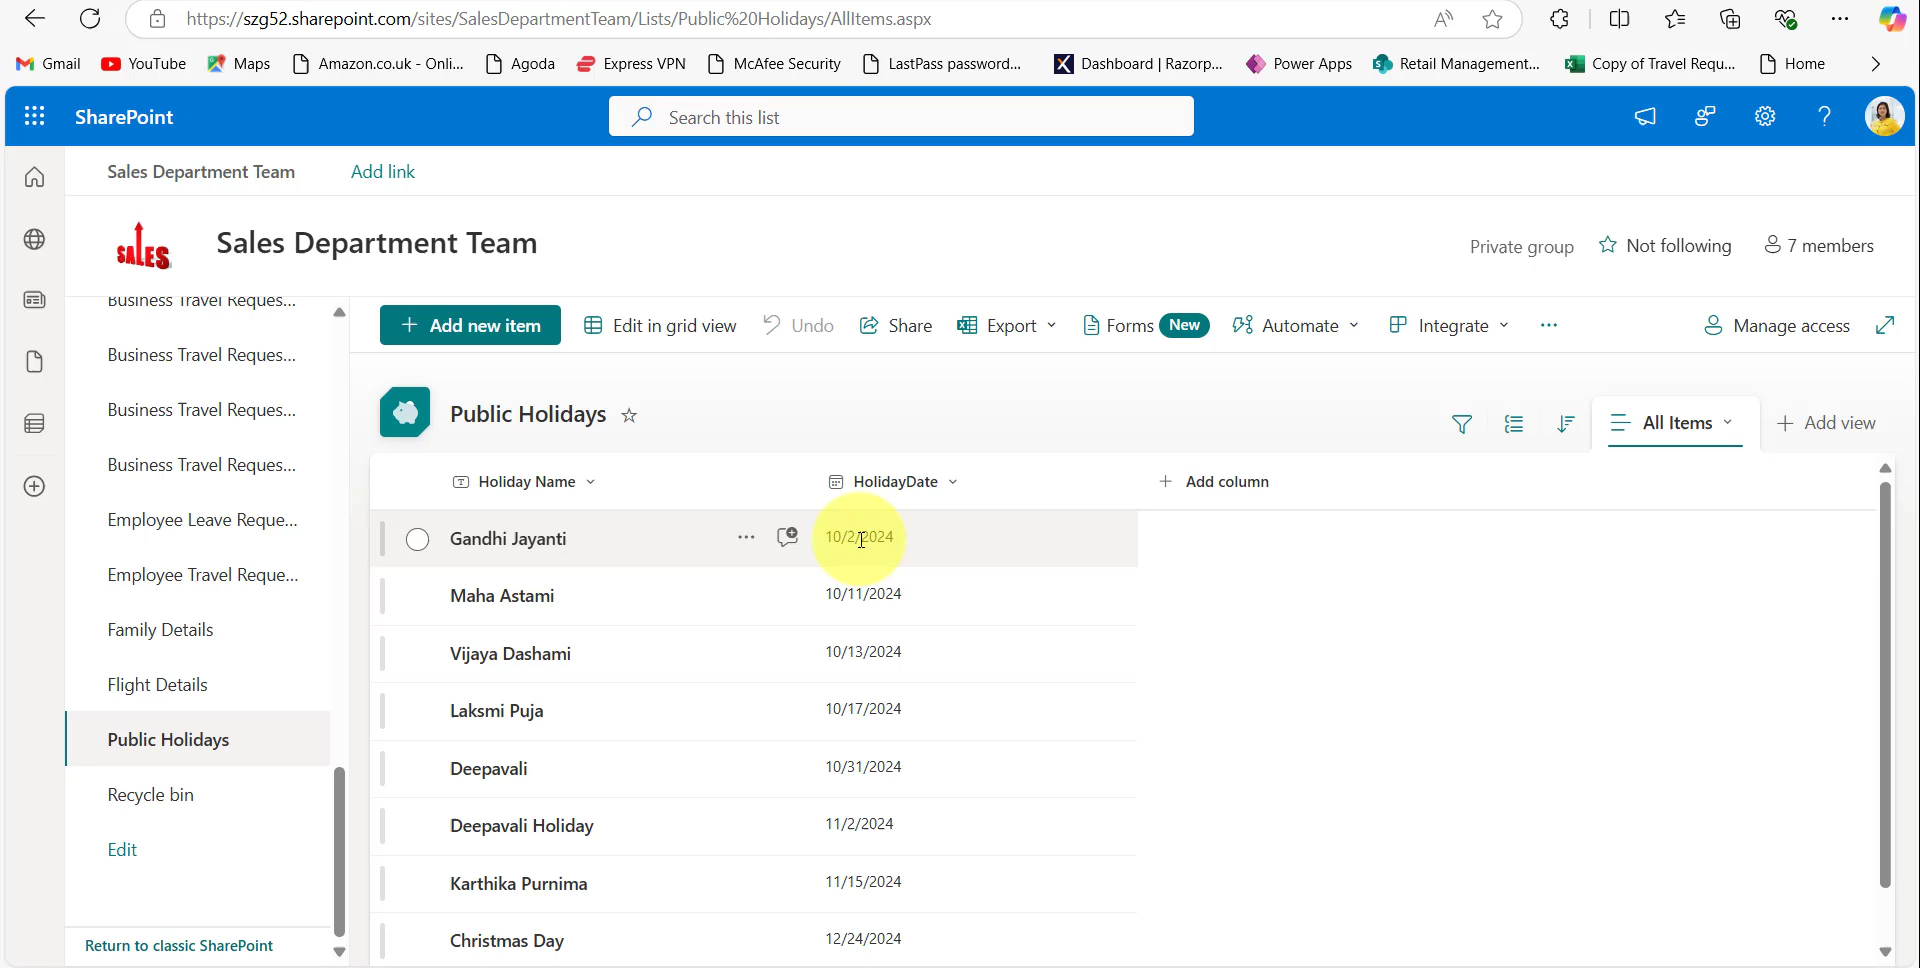 https://szg52.sharepoint.com/sites/SalesDepartmentTeam/Lists/Public%20Holidays/AllItems.aspx
Gmail YouTube Maps Amazon.co.uk - Onli... Agoda Express VPN McAfee Security LastPass password... Dashboard | Razorp... Power Apps Retail Management... Copy of Travel Requ... Home
SharePoint Search this list
Sales Department Team Add link
SALES Sales Department Team Private group Not following 7 members
Business Travel Reques...
Business Travel Reques...
Business Travel Reques...
Business Travel Reques...
Employee Leave Reque...
Employee Travel Reque...
Family Details
Flight Details
Public Holidays
Recycle bin
Edit
Return to classic SharePoint
+ Add new item Edit in grid view Undo Share Export Forms New Automate Integrate ... Manage access
Public Holidays All Items + Add view
Holiday Name HolidayDate + Add column
Gandhi Jayanti ... 10/2/2024
Maha Astami 10/11/2024
Vijaya Dashami 10/13/2024
Laksmi Puja 10/17/2024
Deepavali 10/31/2024
Deepavali Holiday 11/2/2024
Karthika Purnima 11/15/2024
Christmas Day 12/24/2024